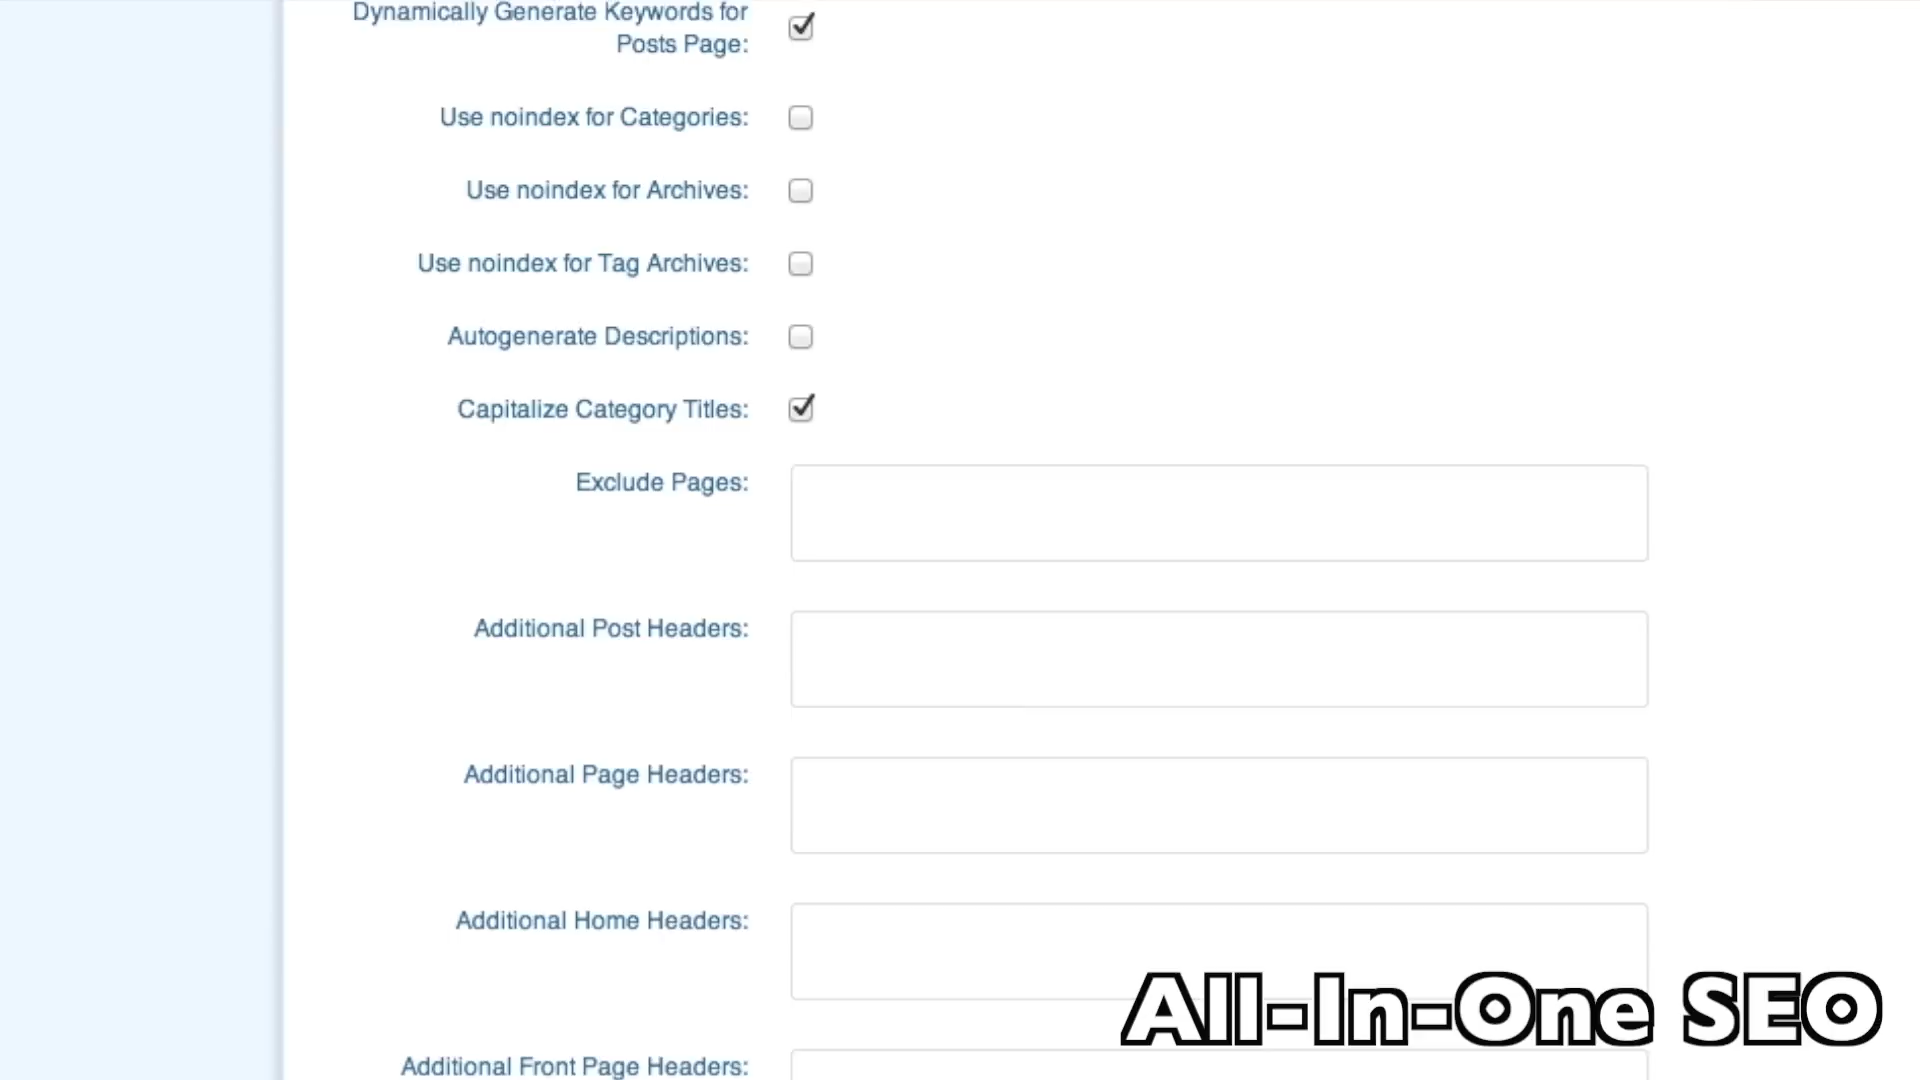 Dynamically Generate Keywords for
Posts Page:
Use noindex for Categories:
Use noindex for Archives:
Use noindex for Tag Archives:
Autogenerate Descriptions:
Capitalize Category Titles:
Exclude Pages:
Additional Post Headers:
Additional Page Headers:
Additional Home Headers:
All-In-One SEO
Additional Front Page Headers: